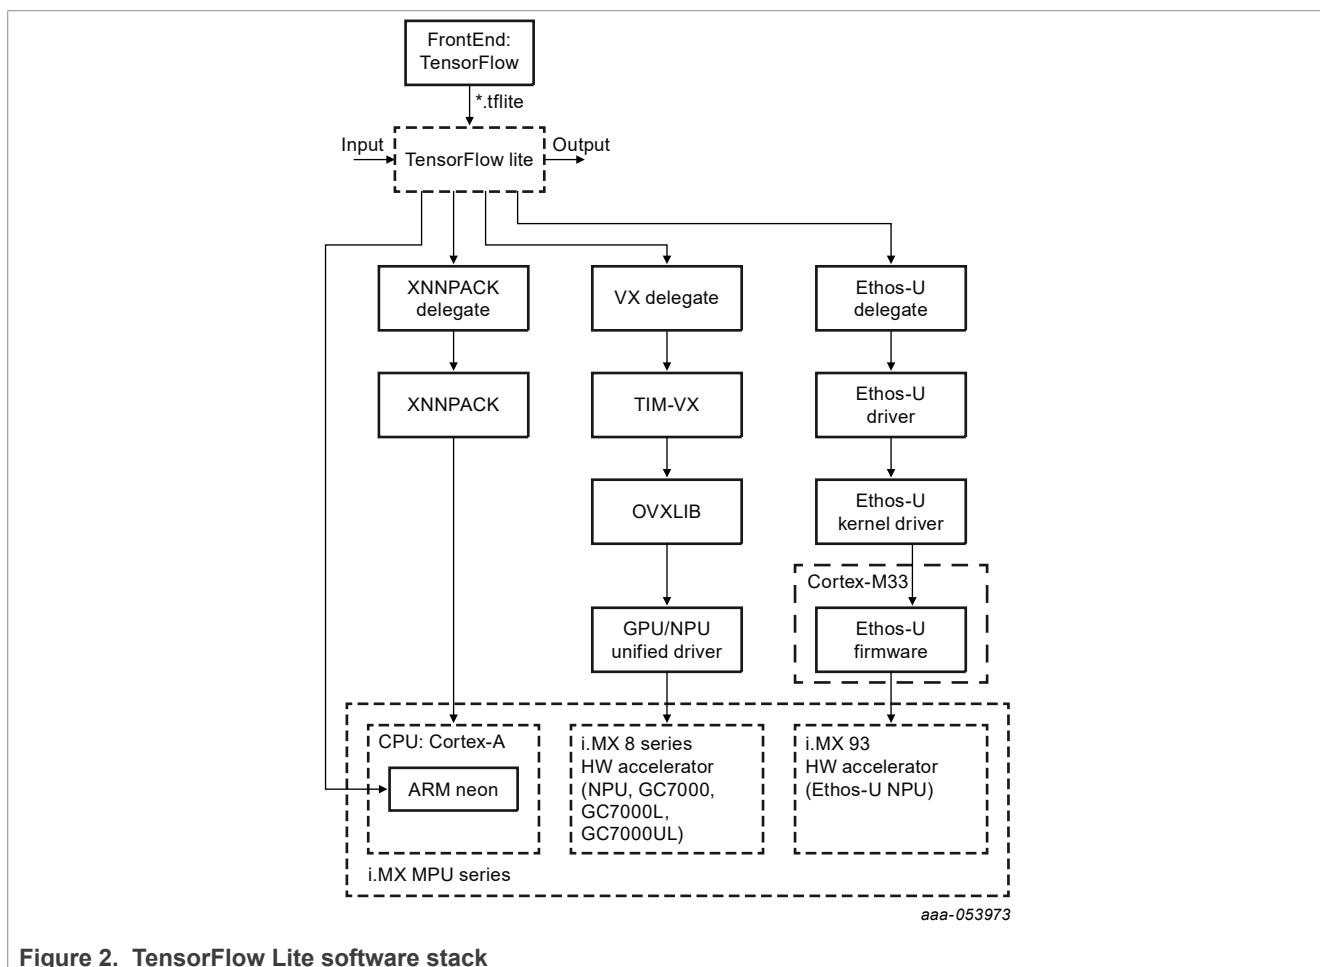 FrontEnd:
TensorFlow
*.tflite
Input
TensorFlow lite
Output
XNNPACK
delegate
VX delegate
Ethos-U
delegate
XNNPACK
TIM-VX
Ethos-U
driver
OVXLIB
Ethos-U
kernel driver
Cortex-M33
GPU/NPU
unified driver
Ethos-U
firmware
CPU: Cortex-A
ARM neon
i.MX 8 series
HW accelerator
(NPU, GC7000,
GC7000L,
GC7000UL)
i.MX 93
HW accelerator
(Ethos-U NPU)
i.MX MPU series
aaa-053973
Figure 2. TensorFlow Lite software stack